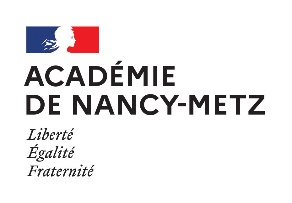 ACADÉMIE
DE NANCY-METZ
Liberté
Égalité
Fraternité